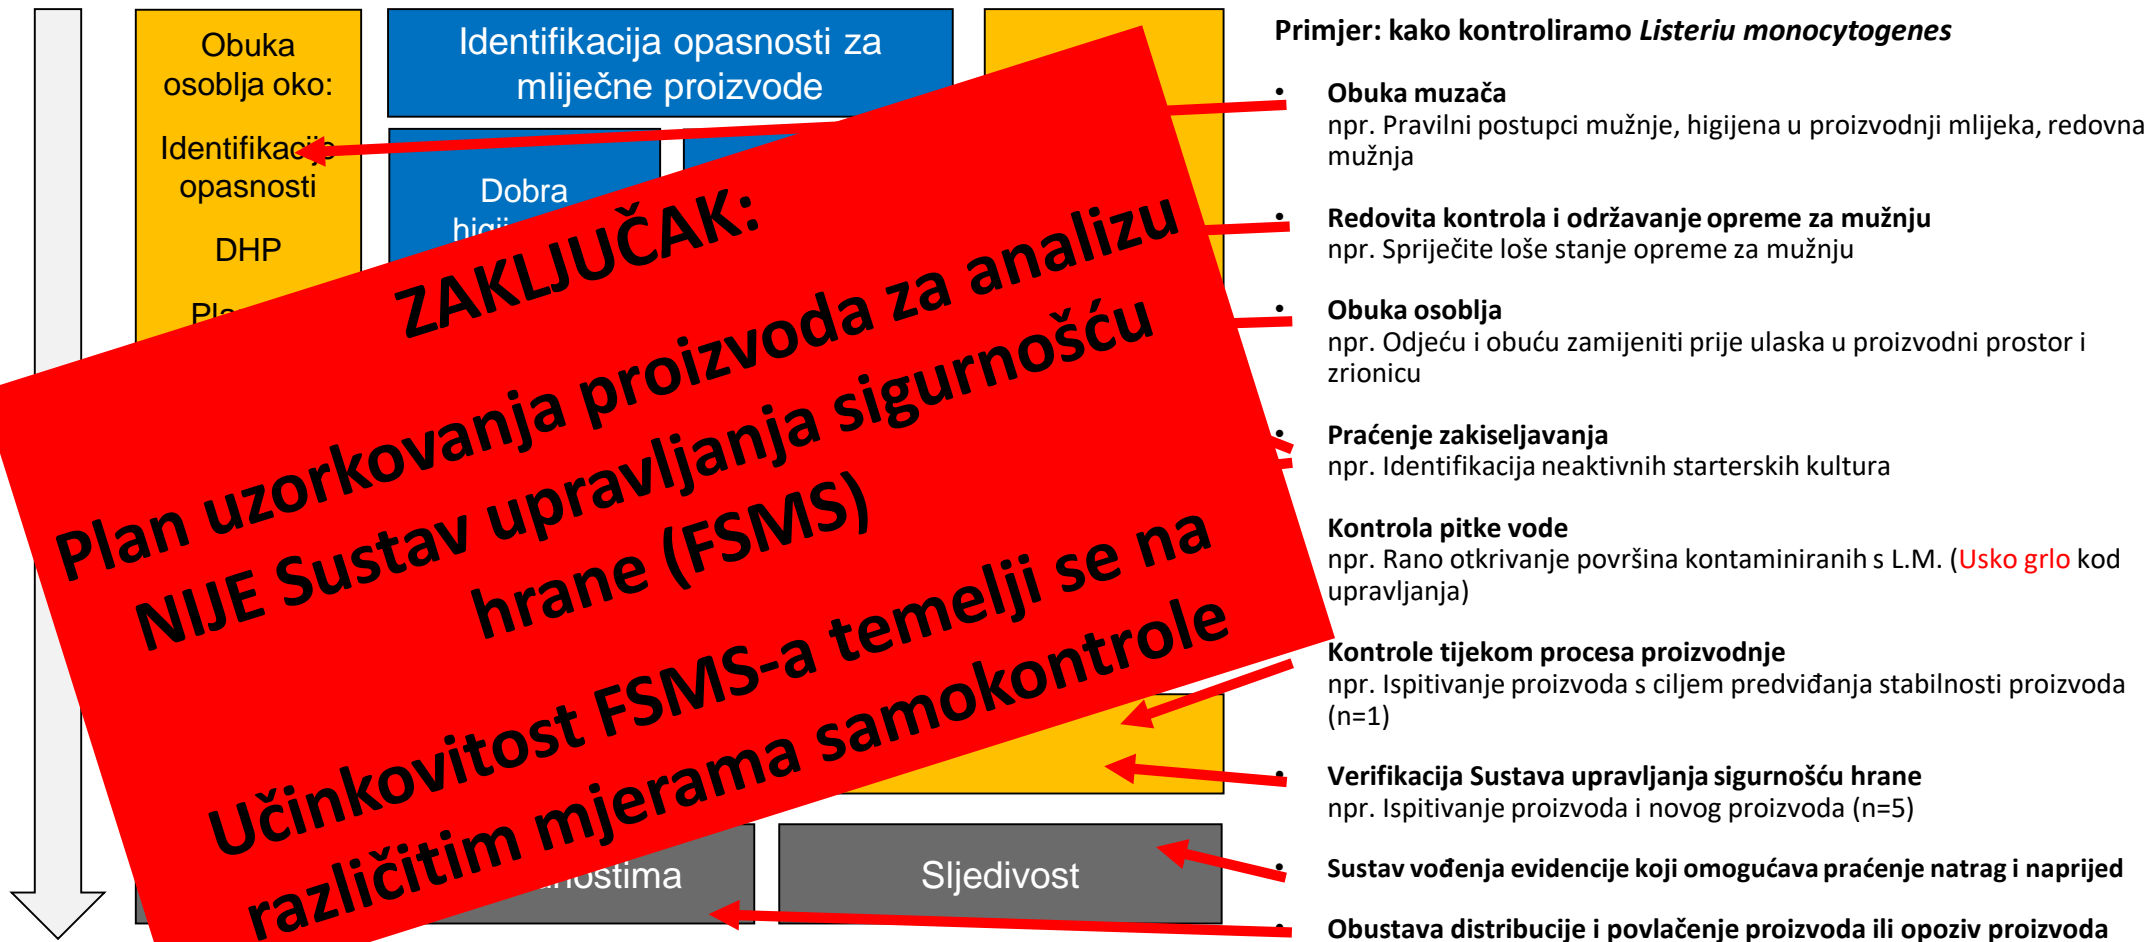 Obuka
osoblja oko:
Identifikacije
opasnosti
DHP
Identifikacija opasnosti za
mliječne proizvode
Dobra
ZAKLJUČAK:
Plan uzorkovanja proizvoda za analizu
NIJE Sustav upravljanja sigurnošću
hrane (FSMS)
Učinkovitost FSMS-a temelji se na
različitim mjerama samokontrole
Sljedivost
Primjer: kako kontroliramo Listeriu monocytogenes
• Obuka muzača
npr. Pravilni postupci mužnje, higijena u proizvodnji mlijeka, redovna
mužnja
• Redovita kontrola i održavanje opreme za mužnju
npr. Spriječite loše stanje opreme za mužnju
• Obuka osoblja
npr. Odjeću i obuću zamijeniti prije ulaska u proizvodni prostor i
zrionicu
• Praćenje zakiseljavanja
npr. Identifikacija neaktivnih starterskih kultura
Kontrola pitke vode
npr. Rano otkrivanje površina kontaminiranih s L.M. (Usko grlo kod
upravljanja)
Kontrole tijekom procesa proizvodnje
npr. Ispitivanje proizvoda s ciljem predviđanja stabilnosti proizvoda
(n=1)
• Verifikacija Sustava upravljanja sigurnošću hrane
npr. Ispitivanje proizvoda i novog proizvoda (n=5)
• Sustav vođenja evidencije koji omogućava praćenje natrag i naprijed
• Obustava distribucije i povlačenje proizvoda ili opoziv proizvoda